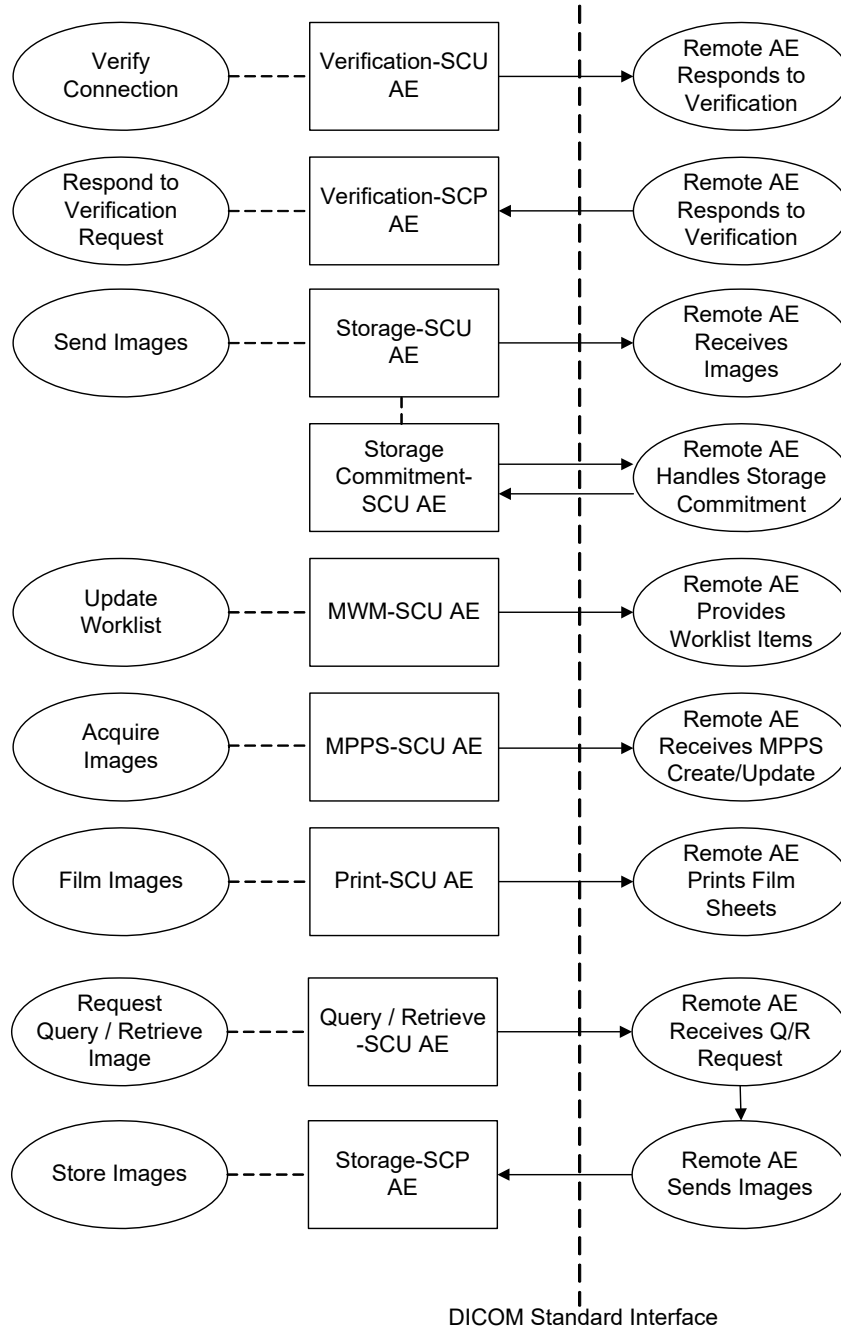 Verify
Connection
Verification-SCU
AE
Remote AE
Responds to
Verification
Respond to
Verification
Request
Verification-SCP
AE
Remote AE
Responds to
Verification
Send Images
Storage-SCU
AE
Remote AE
Receives
Images
Storage
Commitment-
SCU AE
Remote AE
Handles Storage
Commitment
Update
Worklist
MWM-SCU AE
Remote AE
Provides
Worklist Items
Acquire
Images
MPPS-SCU AE
Remote AE
Receives MPPS
Create/Update
Film Images
Print-SCU AE
Remote AE
Prints Film
Sheets
Request
Query / Retrieve
Image
Query / Retrieve
-SCU AE
Remote AE
Receives Q/R
Request
Store Images
Storage-SCP
AE
Remote AE
Sends Images
DICOM Standard Interface